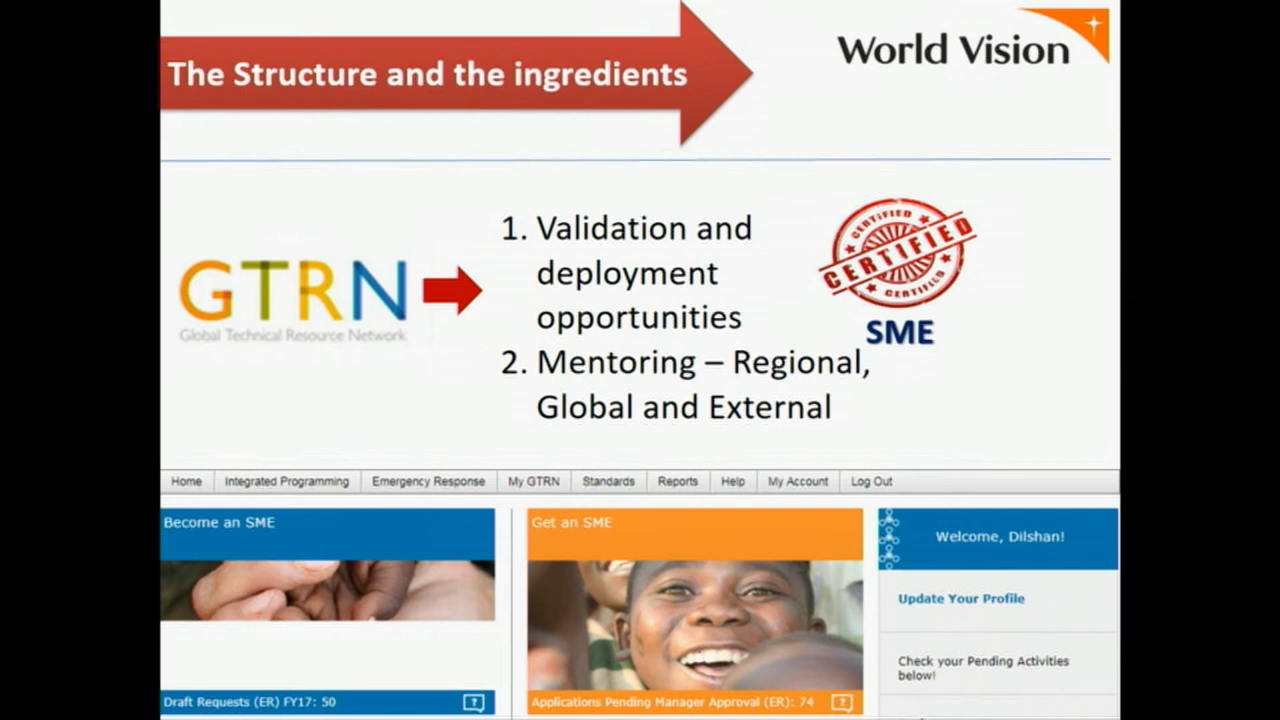 The Structure and the ingredients
World Vision
GTRN
Global Technical Resource Network
1. Validation and
deployment
opportunities
2. Mentoring – Regional,
Global and External
CERTIFIED
CERTIFIED
CERTIFIED
SME
Home Integrated Programming Emergency Response My GTRN Standards Reports Help My Account Log Out
Become an SME
Draft Requests (ER) FY17: 50
Get an SME
Applications Pending Manager Approval (ER): 74
Welcome, Dilshan!
Update Your Profile
Check your Pending Activities
below!